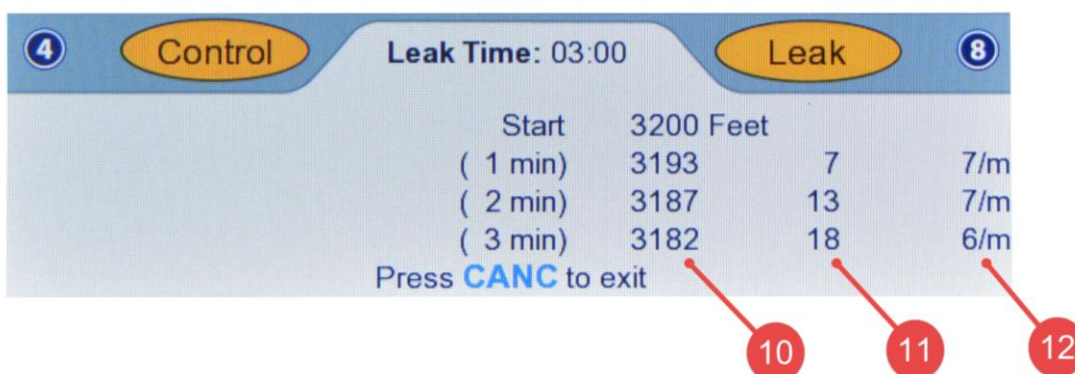 4 Control Leak Time: 03:00 Leak 8
Start 3200 Feet
( 1 min) 3193 7 7/m
( 2 min) 3187 13 7/m
( 3 min) 3182 18 6/m
Press CANC to exit
10 11 12